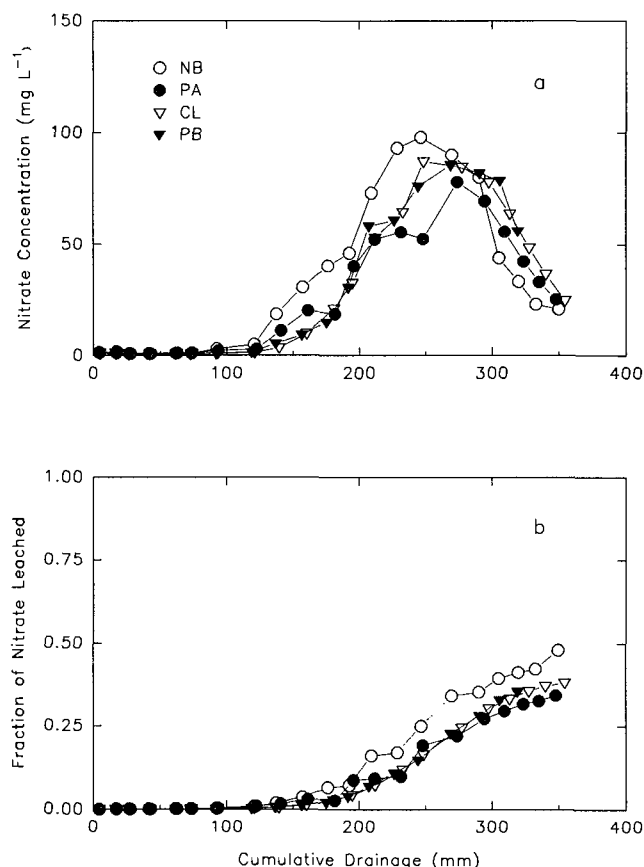 150
100
50
0
Nitrate Concentration (mg L⁻¹)
NB
PA
CL
PB
a
0 100 200 300 400
1.00
0.75
0.50
0.25
0.00
Fraction of Nitrate Leached
b
0 100 200 300 400
Cumulative Drainage (mm)